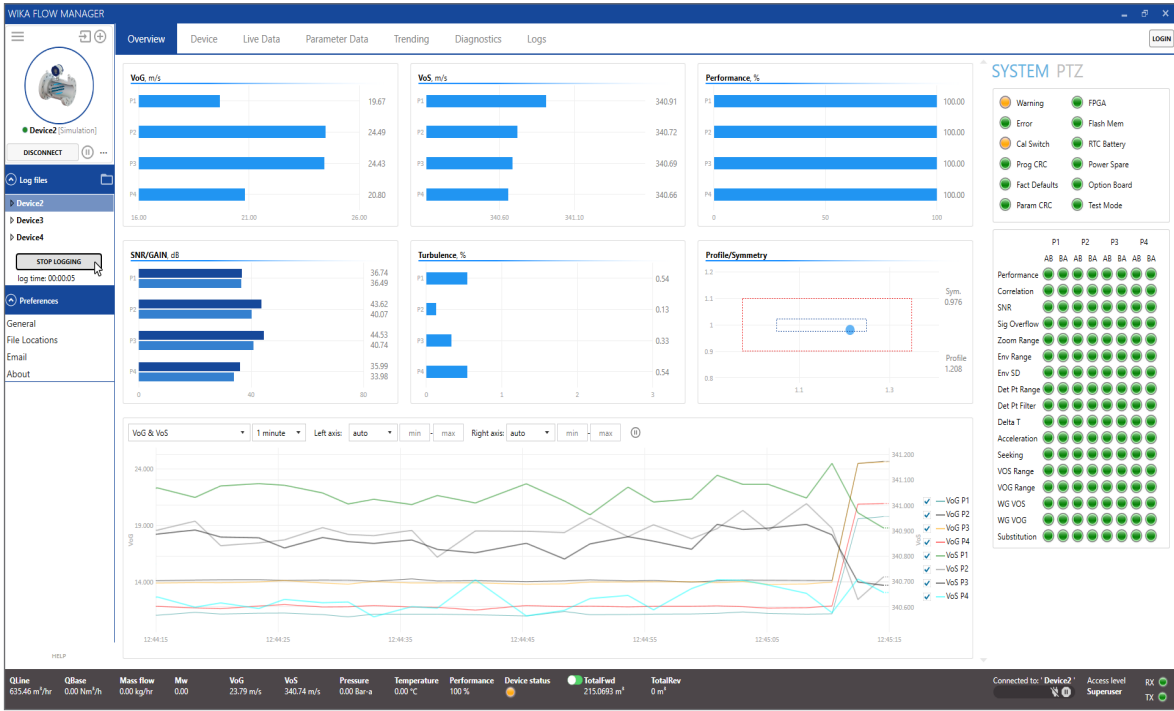 WIKA FLOW MANAGER
Overview Device Live Data Parameter Data Trending Diagnostics Logs LOGIN
Device2 [Simulation]
DISCONNECT ...
Log files
Device2
Device3
Device4
STOP LOGGING
log time: 00:00:05
Preferences
General
File Locations
Email
About
HELP
VoG, m/s
P1 19.67
P2 24.49
P3 24.43
P4 20.80
16.00 21.00 26.00
VoS, m/s
P1 340.91
P2 340.72
P3 340.69
P4 340.66
340.60 341.10
Performance, %
P1 100.00
P2 100.00
P3 100.00
P4 100.00
0 50 100
SNR/GAIN, dB
P1 36.74
36.49
P2 43.62
40.07
P3 44.53
40.74
P4 35.99
33.98
0 40 80
Turbulence, %
P1 0.54
P2 0.13
P3 0.33
P4 0.54
0 1 2 3
Profile/Symmetry
1.2
1.1
1
0.9
0.8
1.1 1.3
Sym.
0.976
Profile
1.208
VoG & VoS 1 minute Left axis: auto min - max Right axis: auto min - max
24.000
19.000
14.000
VoG
341.200
341.100
341.000
340.900
340.800
340.700
340.600
VoS
12:44:15 12:44:25 12:44:35 12:44:45 12:44:55 12:45:05 12:45:15
VoG P1
VoG P2
VoG P3
VoG P4
VoS P1
VoS P2
VoS P3
VoS P4
SYSTEM PTZ
Warning FPGA
Error Flash Mem
Cal Switch RTC Battery
Prog CRC Power Spare
Fact Defaults Option Board
Param CRC Test Mode
P1 P2 P3 P4
AB BA AB BA AB BA AB BA
Performance
Correlation
SNR
Sig Overflow
Zoom Range
Env Range
Env SD
Det Pt Range
Det Pt Filter
Delta T
Acceleration
Seeking
VOS Range
VOG Range
WG VOS
WG VOG
Substitution
QLine QBase Mass flow Mw VoG VoS Pressure Temperature Performance Device status TotalFwd TotalRev
635.46 m³/hr 0.00 Nm³/h 0.00 kg/hr 0.00 23.79 m/s 340.74 m/s 0.00 Bar-a 0.00 °C 100 % 215.0693 m³ 0 m³
Connected to: ' Device2 ' Access level RX
Superuser TX